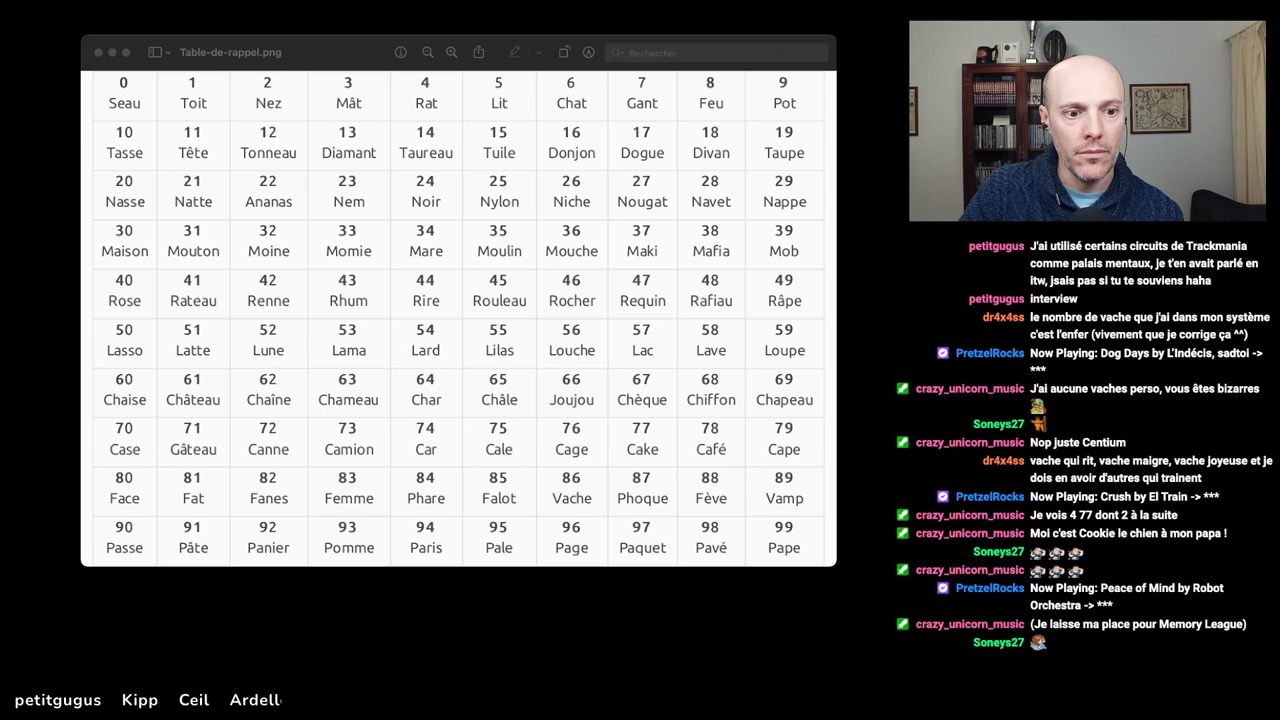 Table-de-rappel.png
Rechercher
0 1 2 3 4 5 6 7 8 9
Seau Toit Nez Mât Rat Lit Chat Gant Feu Pot
10 11 12 13 14 15 16 17 18 19
Tasse Tête Tonneau Diamant Taureau Tuile Donjon Dogue Divan Taupe
20 21 22 23 24 25 26 27 28 29
Nasse Natte Ananas Nem Noir Nylon Niche Nougat Navet Nappe
30 31 32 33 34 35 36 37 38 39
Maison Mouton Moine Momie Mare Moulin Mouche Maki Mafia Mob
40 41 42 43 44 45 46 47 48 49
Rose Rateau Renne Rhum Rire Rouleau Rocher Requin Rafiau Râpe
50 51 52 53 54 55 56 57 58 59
Lasso Latte Lune Lama Lard Lilas Louche Lac Lave Loupe
60 61 62 63 64 65 66 67 68 69
Chaise Château Chaîne Chameau Char Châle Joujou Chèque Chiffon Chapeau
70 71 72 73 74 75 76 77 78 79
Case Gâteau Canne Camion Car Cale Cage Cake Café Cape
80 81 82 83 84 85 86 87 88 89
Face Fat Fanes Femme Phare Falot Vache Phoque Fève Vamp
90 91 92 93 94 95 96 97 98 99
Passe Pâte Panier Pomme Paris Pale Page Paquet Pavé Pape
petitgugus J'ai utilisé certains circuits de Trackmania
comme palais mentaux, je t'en avait parlé en
itw, jsais pas si tu te souviens haha
petitgugus interview
dr4x4ss le nombre de vache que j'ai dans mon système
c'est l'enfer (vivement que je corrige ça ^^)
PretzelRocks Now Playing: Dog Days by L'Indécis, sadtoi ->
***
crazy_unicorn_music J'ai aucune vaches perso, vous êtes bizarres
Soneys27
crazy_unicorn_music Nop juste Centium
dr4x4ss vache qui rit, vache maigre, vache joyeuse et je
dois en avoir d'autres qui trainent
PretzelRocks Now Playing: Crush by El Train -> ***
crazy_unicorn_music Je vois 4 77 dont 2 à la suite
crazy_unicorn_music Moi c'est Cookie le chien à mon papa !
Soneys27
crazy_unicorn_music
PretzelRocks Now Playing: Peace of Mind by Robot
Orchestra -> ***
crazy_unicorn_music (Je laisse ma place pour Memory League)
Soneys27
petitgugus Kipp Ceil Ardell